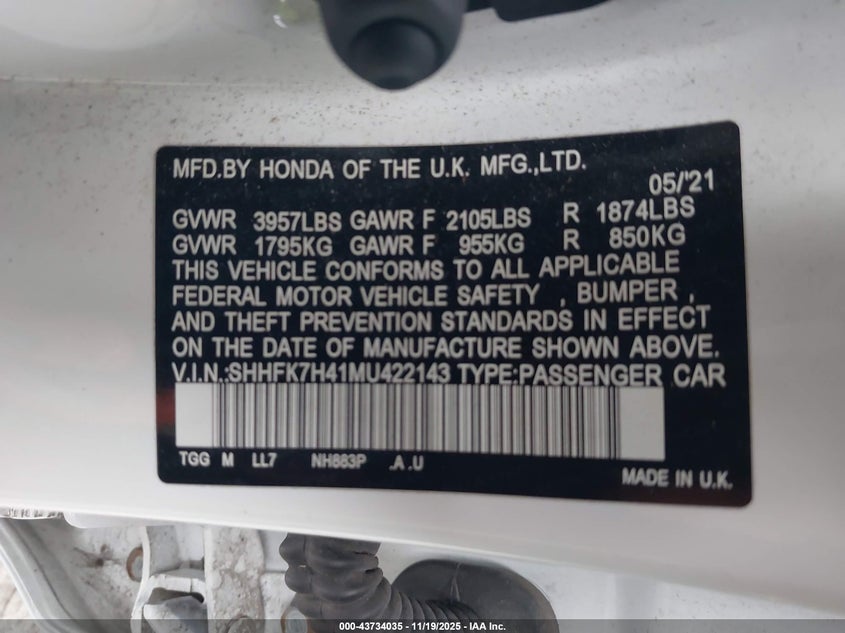 MFD.BY HONDA OF THE U.K. MFG.,LTD.
05/'21
GVWR 3957LBS GAWR F 2105LBS R 1874LBS
GVWR 1795KG GAWR F 955KG R 850KG
THIS VEHICLE CONFORMS TO ALL APPLICABLE
FEDERAL MOTOR VEHICLE SAFETY , BUMPER ,
AND THEFT PREVENTION STANDARDS IN EFFECT
ON THE DATE OF MANUFACTURE SHOWN ABOVE.
V.I.N.:SHHFK7H41MU422143 TYPE:PASSENGER CAR
TGG M LL7 NH883P .A .U
MADE IN U.K.
000-43734035 - 11/19/2025 - IAA Inc.